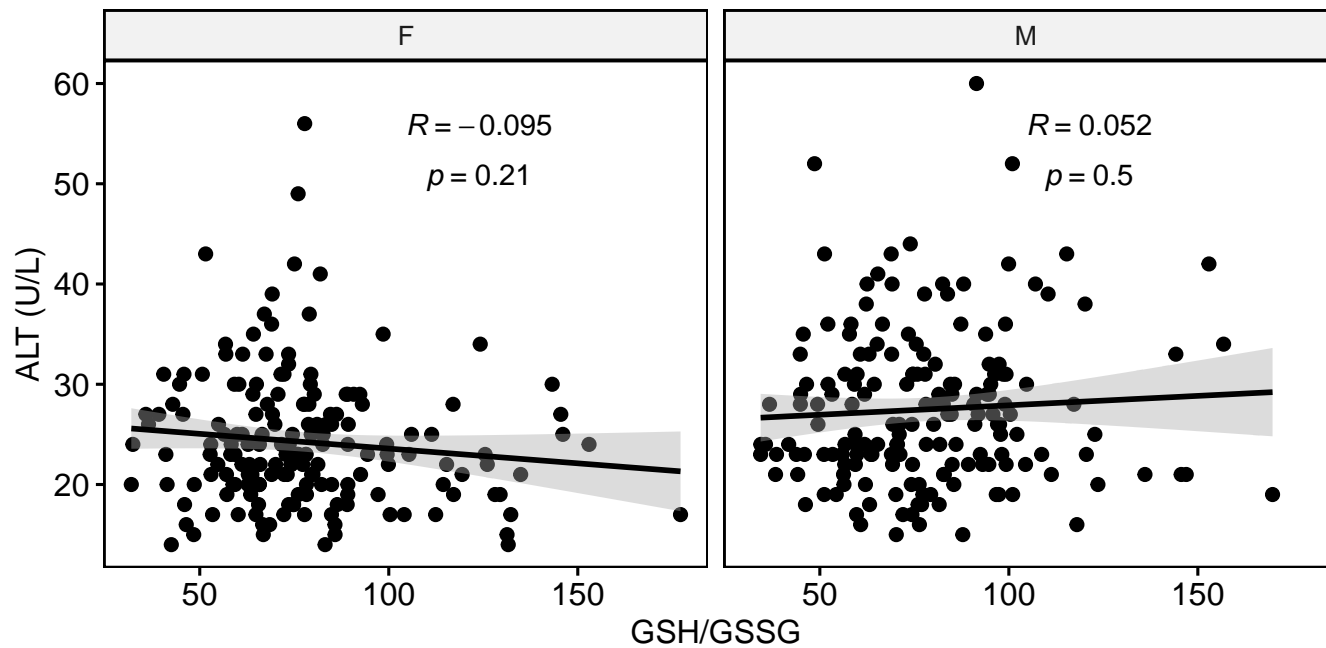 F
M
R = −0.095
p = 0.21
R = 0.052
p = 0.5
ALT (U/L)
60
50
40
30
20
50
100
150
50
100
150
GSH/GSSG